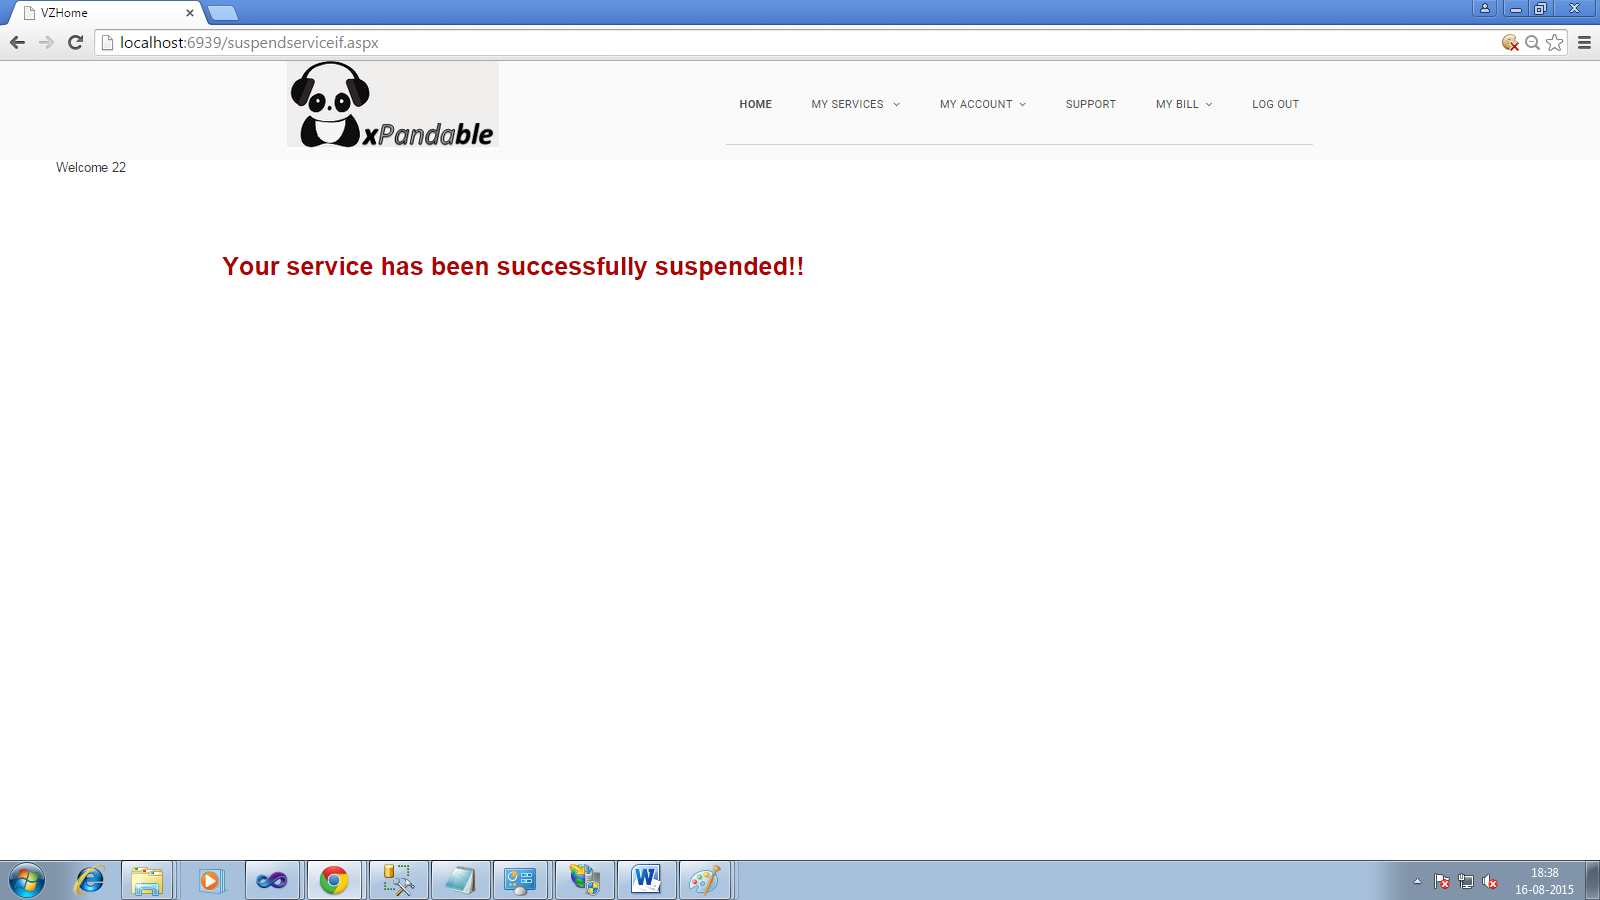 VZHome
localhost:6939/suspendserviceif.aspx
xPandable
HOME MY SERVICES MY ACCOUNT SUPPORT MY BILL LOG OUT
Welcome 22
Your service has been successfully suspended!!
18:38
16-08-2015